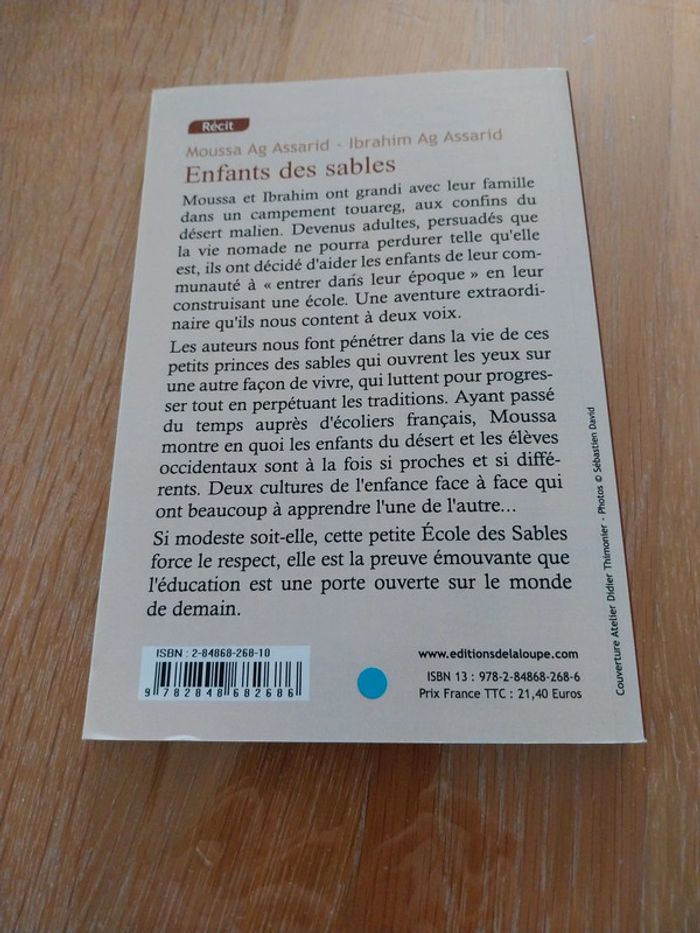 Récit
Moussa Ag Assarid - Ibrahim Ag Assarid
Enfants des sables
Moussa et Ibrahim ont grandi avec leur famille
dans un campement touareg, aux confins du
désert malien. Devenus adultes, persuadés que
la vie nomade ne pourra perdurer telle qu'elle
est, ils ont décidé d'aider les enfants de leur com-
munauté à « entrer dans leur époque » en leur
construisant une école. Une aventure extraordi-
naire qu'ils nous content à deux voix.
Les auteurs nous font pénétrer dans la vie de ces
petits princes des sables qui ouvrent les yeux sur
une autre façon de vivre, qui luttent pour progres-
ser tout en perpétuant les traditions. Ayant passé
du temps auprès d'écoliers français, Moussa
montre en quoi les enfants du désert et les élèves
occidentaux sont à la fois si proches et si diffé-
rents. Deux cultures de l'enfance face à face qui
ont beaucoup à apprendre l'une de l'autre...
Si modeste soit-elle, cette petite École des Sables
force le respect, elle est la preuve émouvante que
l'éducation est une porte ouverte sur le monde
de demain.
ISBN : 2-84868-268-10
9 782848 682686
www.editionsdelaloupe.com
ISBN 13 : 978-2-84868-268-6
Prix France TTC : 21,40 Euros
Couverture Atelier Didier Thimonier - Photos © Sébastien David